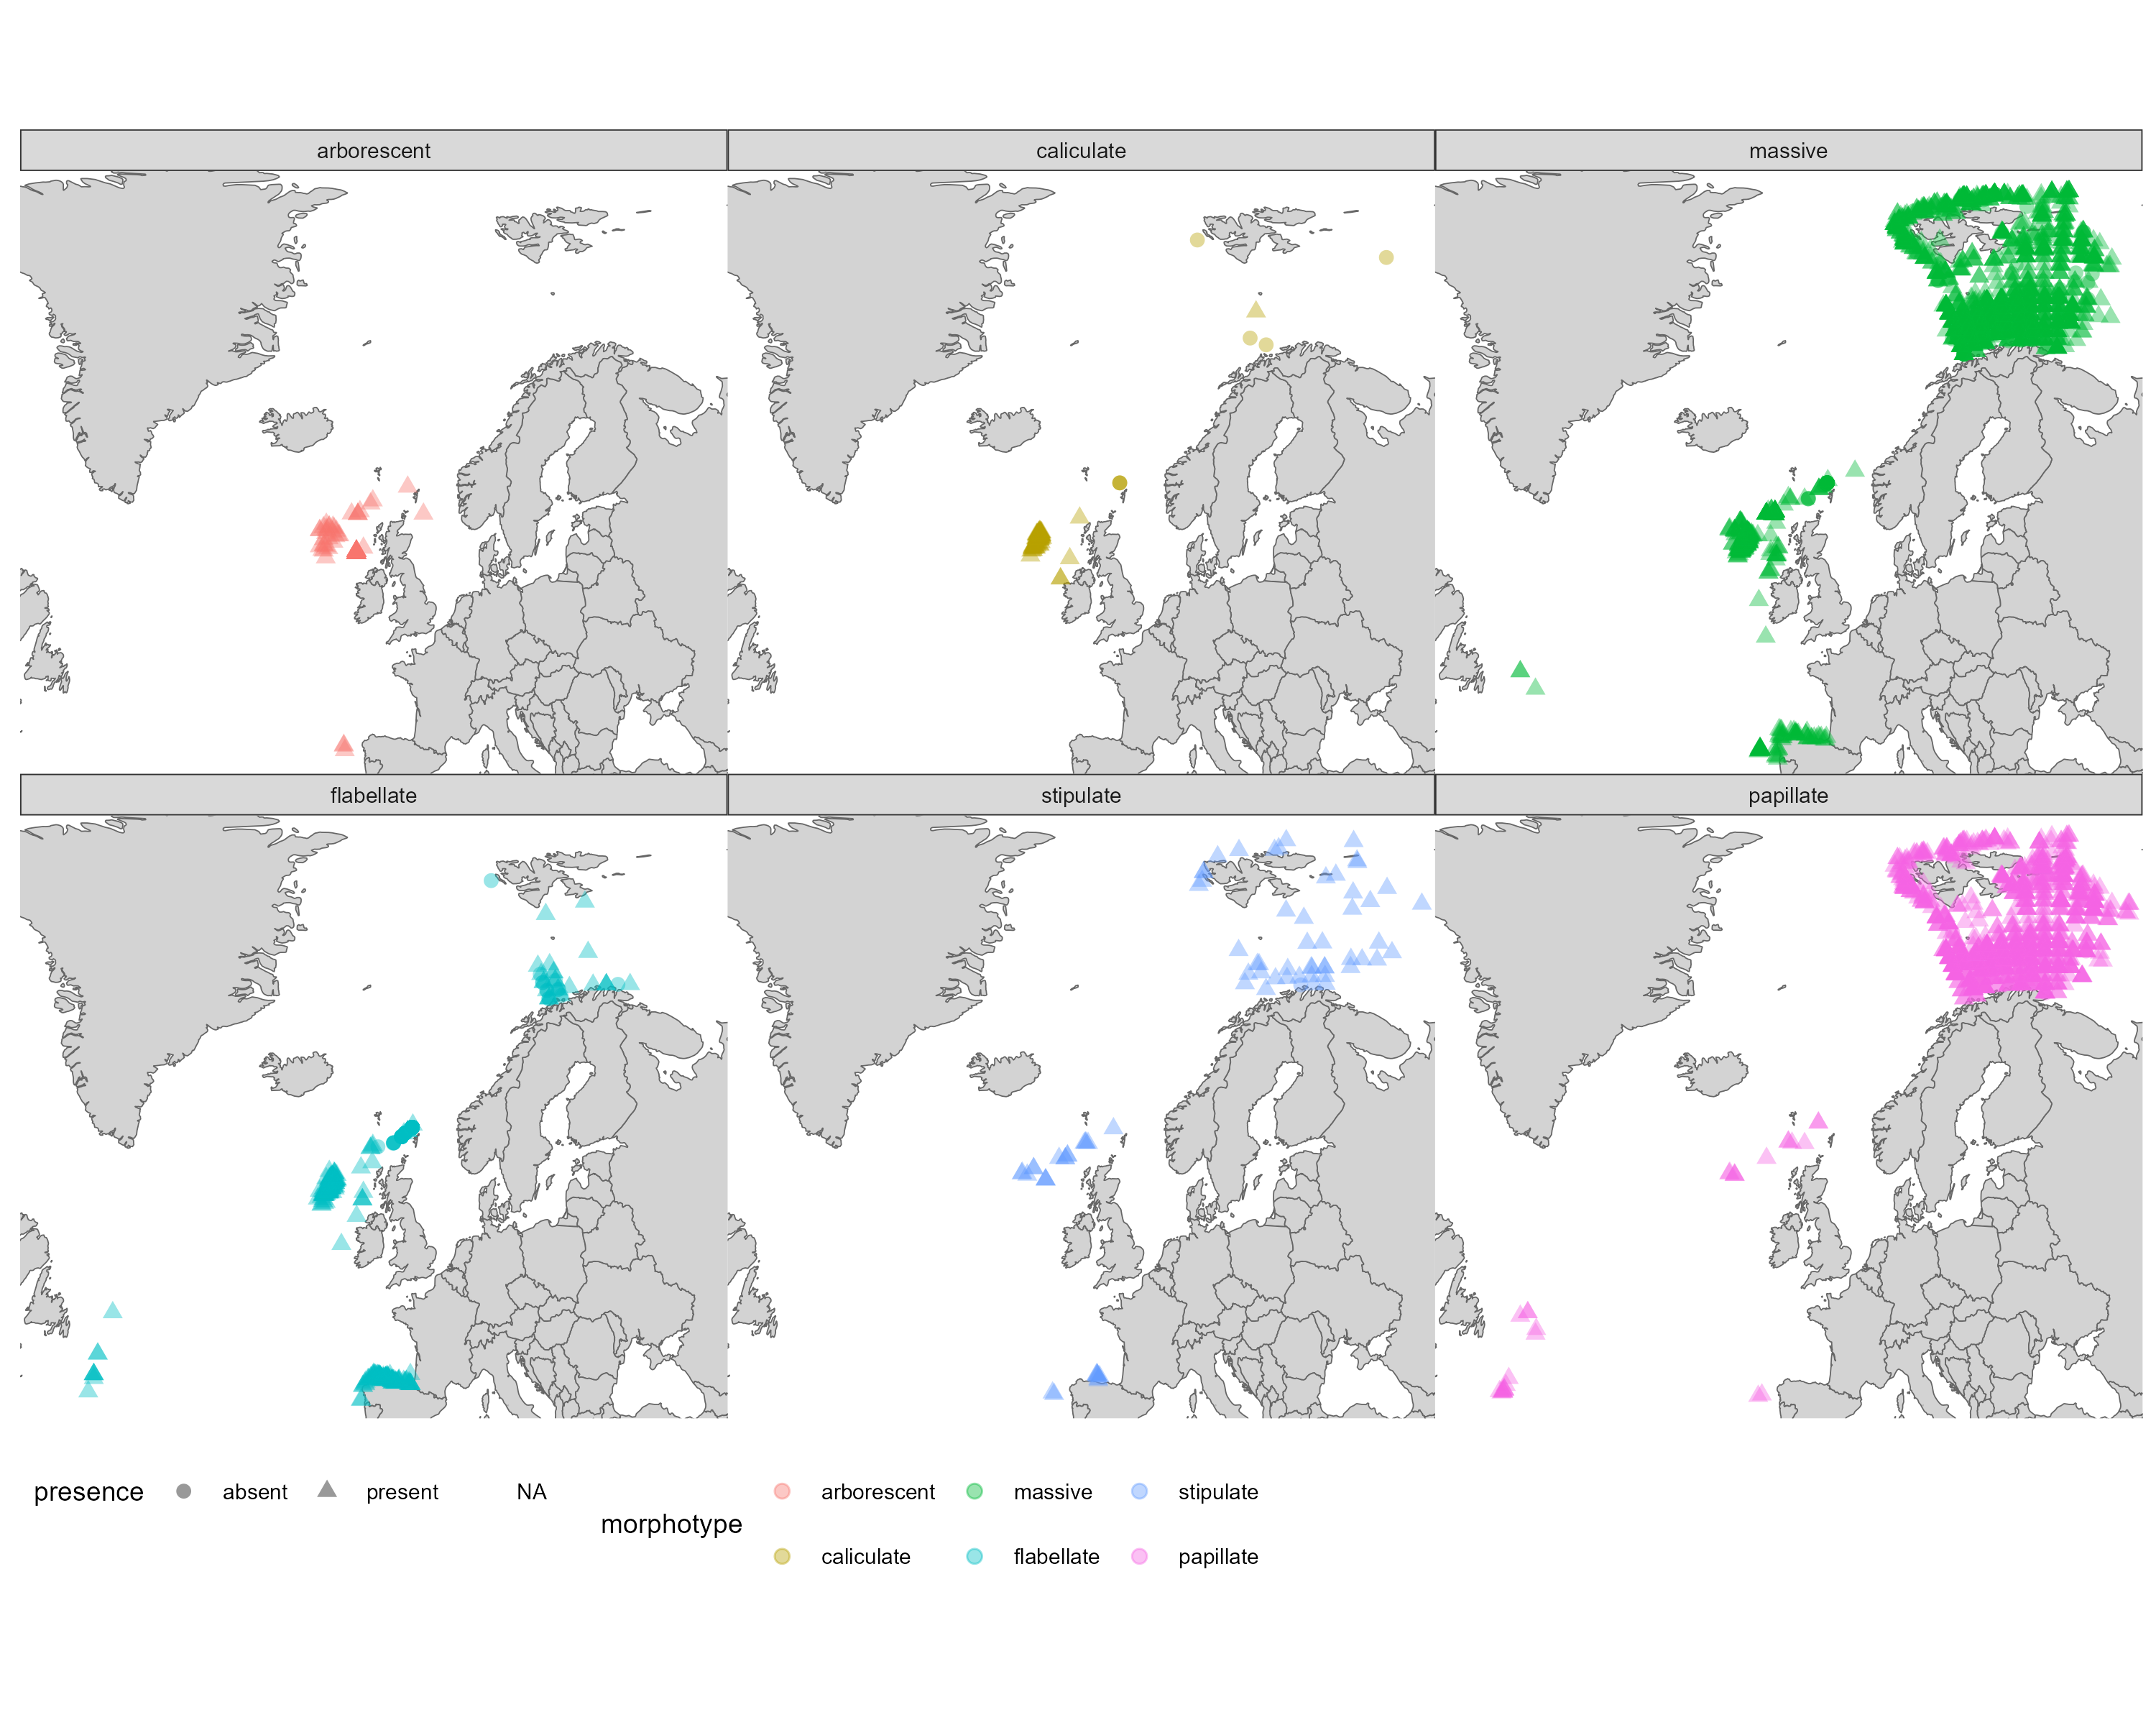 arborescent caliculate massive
flabellate stipulate papillate
presence absent present NA
arborescent massive stipulate
morphotype
caliculate flabellate papillate